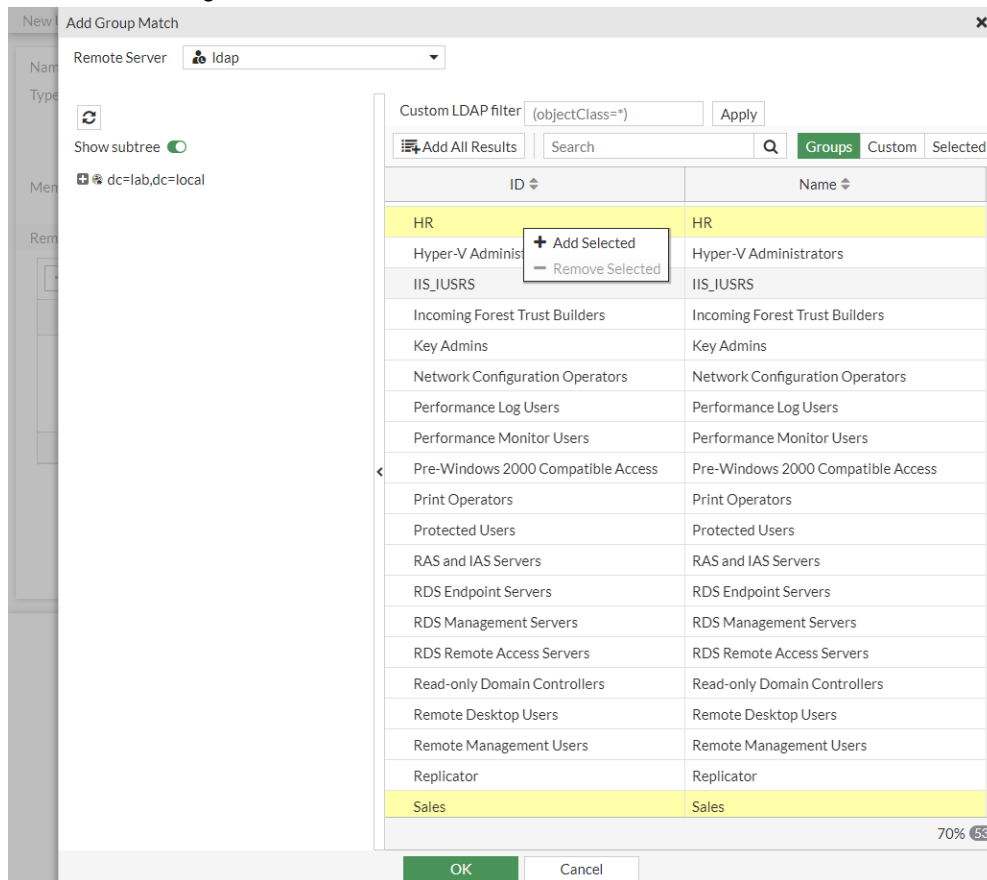 New
Add Group Match
Remote Server ldap
Nam
Type
Custom LDAP filter (objectClass=*) Apply
Show subtree
Add All Results Search Groups Custom Selected
dc=lab,dc=local
Mem
ID Name
Rem
HR HR
Add Selected
Hyper-V Adminis Hyper-V Administrators
Remove Selected
IIS_IUSRS IIS_IUSRS
Incoming Forest Trust Builders Incoming Forest Trust Builders
Key Admins Key Admins
Network Configuration Operators Network Configuration Operators
Performance Log Users Performance Log Users
Performance Monitor Users Performance Monitor Users
Pre-Windows 2000 Compatible Access Pre-Windows 2000 Compatible Access
Print Operators Print Operators
Protected Users Protected Users
RAS and IAS Servers RAS and IAS Servers
RDS Endpoint Servers RDS Endpoint Servers
RDS Management Servers RDS Management Servers
RDS Remote Access Servers RDS Remote Access Servers
Read-only Domain Controllers Read-only Domain Controllers
Remote Desktop Users Remote Desktop Users
Remote Management Users Remote Management Users
Replicator Replicator
Sales Sales
70% 53
OK Cancel